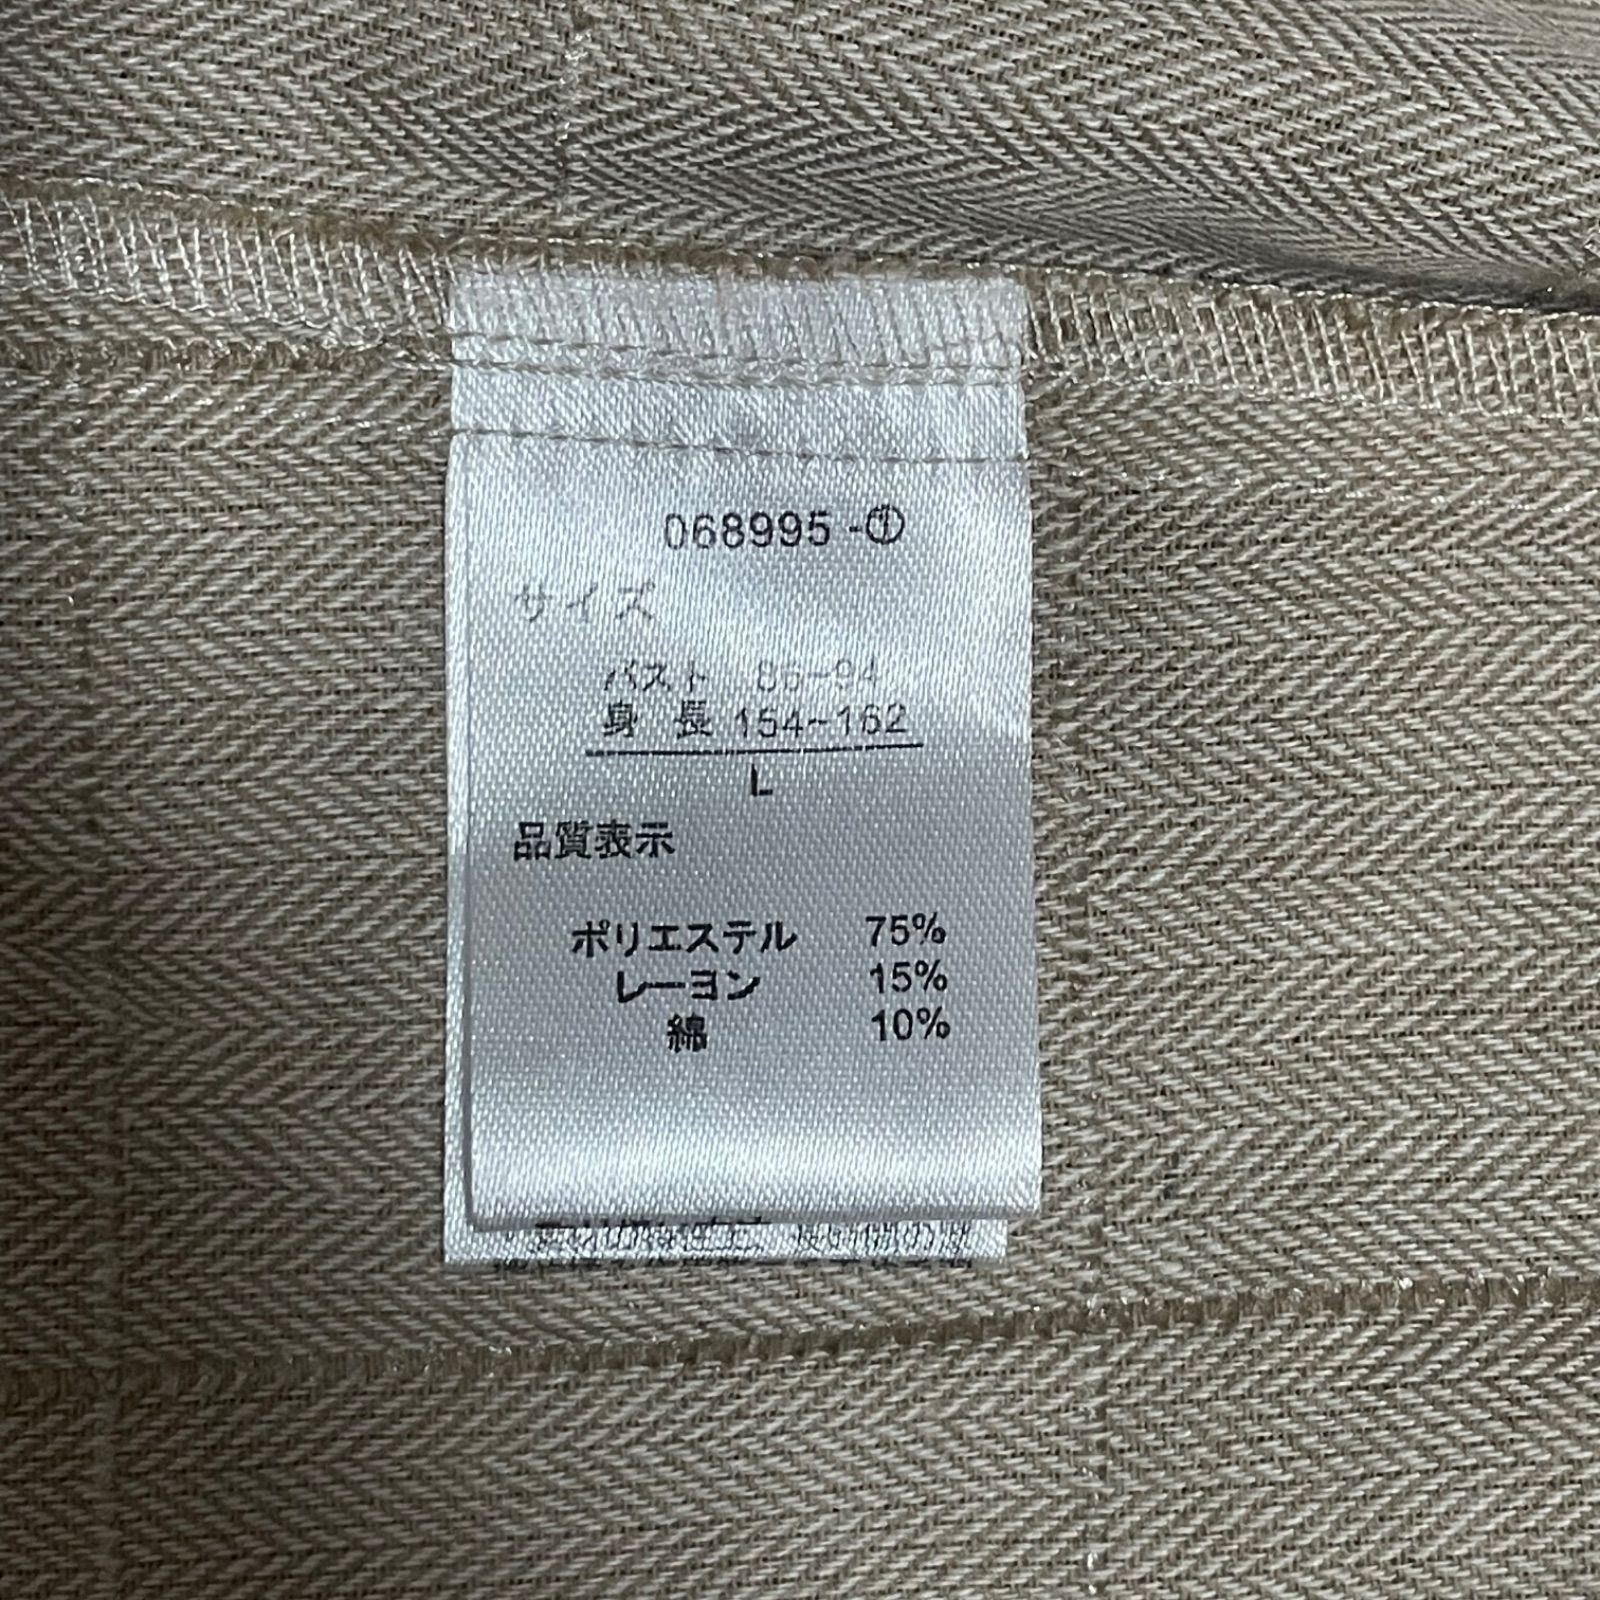 068995-①
サイズ
バスト 86~94
身 長 154~162
L
品質表示
ポリエステル 75%
レーヨン 15%
綿 10%